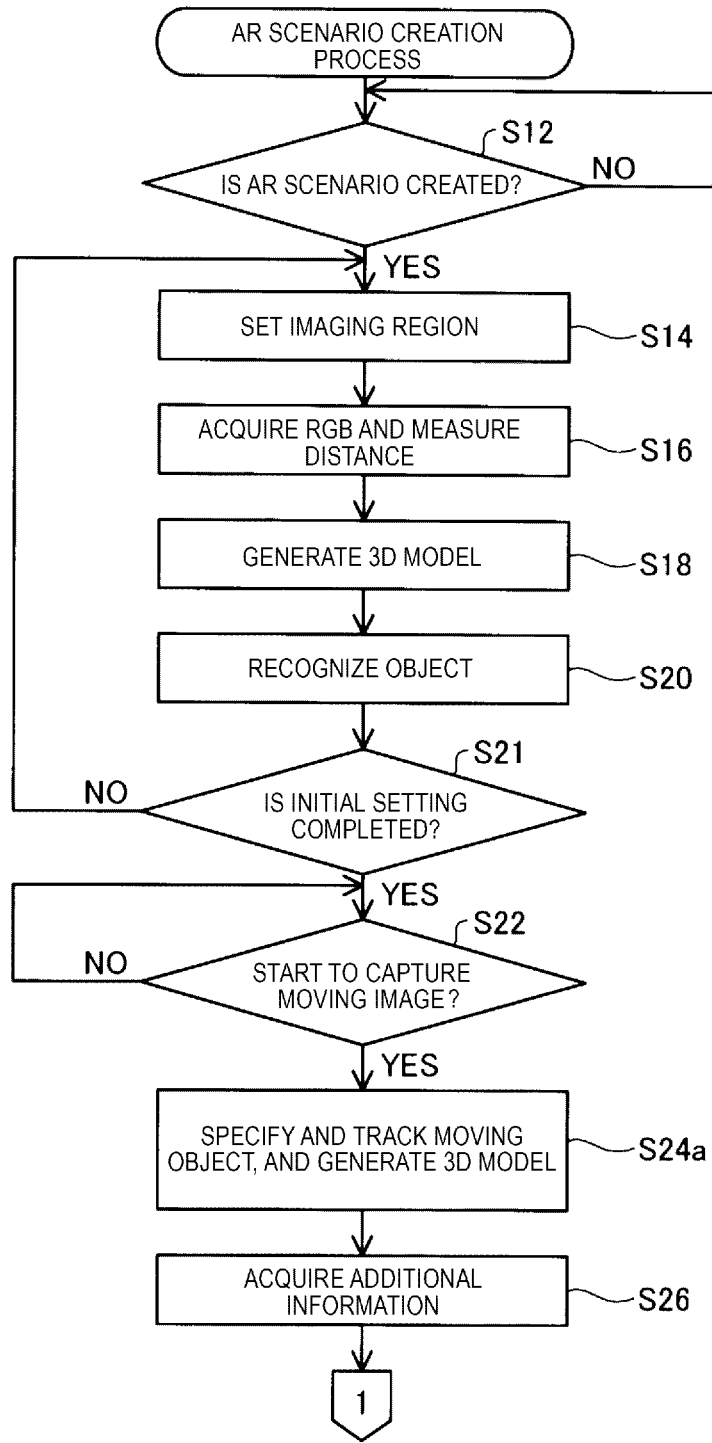 AR SCENARIO CREATION
PROCESS
S12
IS AR SCENARIO CREATED?
NO
YES
SET IMAGING REGION
S14
ACQUIRE RGB AND MEASURE
DISTANCE
S16
GENERATE 3D MODEL
S18
RECOGNIZE OBJECT
S20
S21
NO
IS INITIAL SETTING
COMPLETED?
YES
S22
NO
START TO CAPTURE
MOVING IMAGE?
YES
SPECIFY AND TRACK MOVING
OBJECT, AND GENERATE 3D MODEL
S24a
ACQUIRE ADDITIONAL
INFORMATION
S26
1